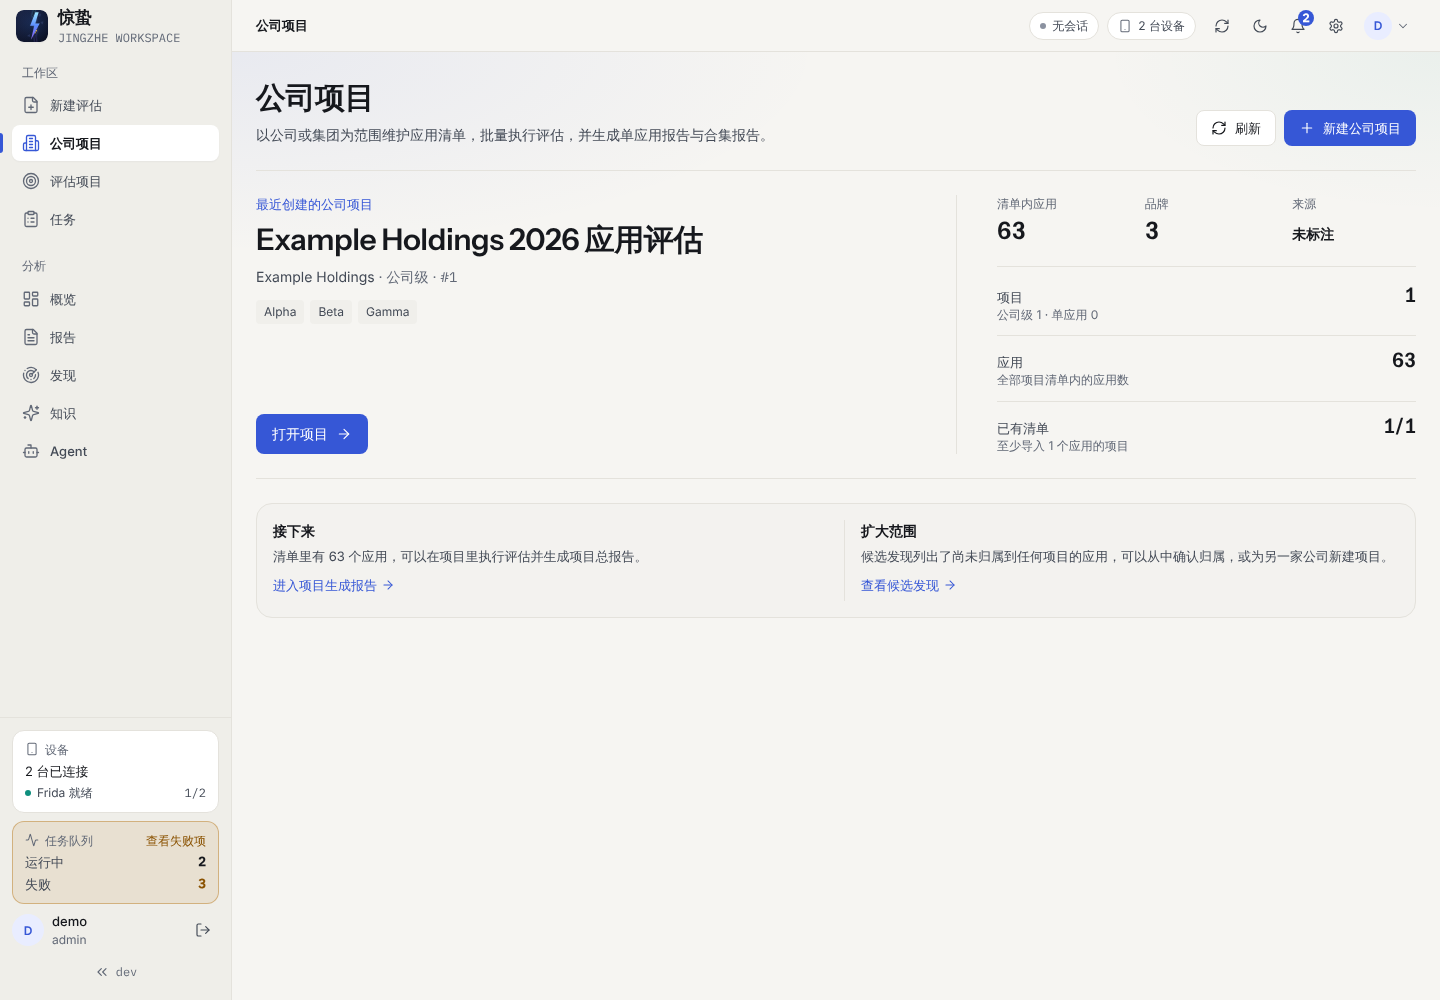 惊蛰
JINGZHE WORKSPACE
工作区
新建评估
公司项目
评估项目
任务
分析
概览
报告
发现
知识
Agent
设备
2 台已连接
Frida 就绪 1/2
任务队列 查看失败项
运行中 2
失败 3
D
demo
admin
dev
公司项目
无会话
2 台设备
2
D
公司项目
以公司或集团为范围维护应用清单，批量执行评估，并生成单应用报告与合集报告。
刷新
新建公司项目
最近创建的公司项目
Example Holdings 2026 应用评估
Example Holdings · 公司级 · #1
Alpha Beta Gamma
打开项目
清单内应用 品牌 来源
63 3 未标注
项目 1
公司级 1 · 单应用 0
应用 63
全部项目清单内的应用数
已有清单 1/1
至少导入 1 个应用的项目
接下来
清单里有 63 个应用，可以在项目里执行评估并生成项目总报告。
进入项目生成报告
扩大范围
候选发现列出了尚未归属到任何项目的应用，可以从中确认归属，或为另一家公司新建项目。
查看候选发现